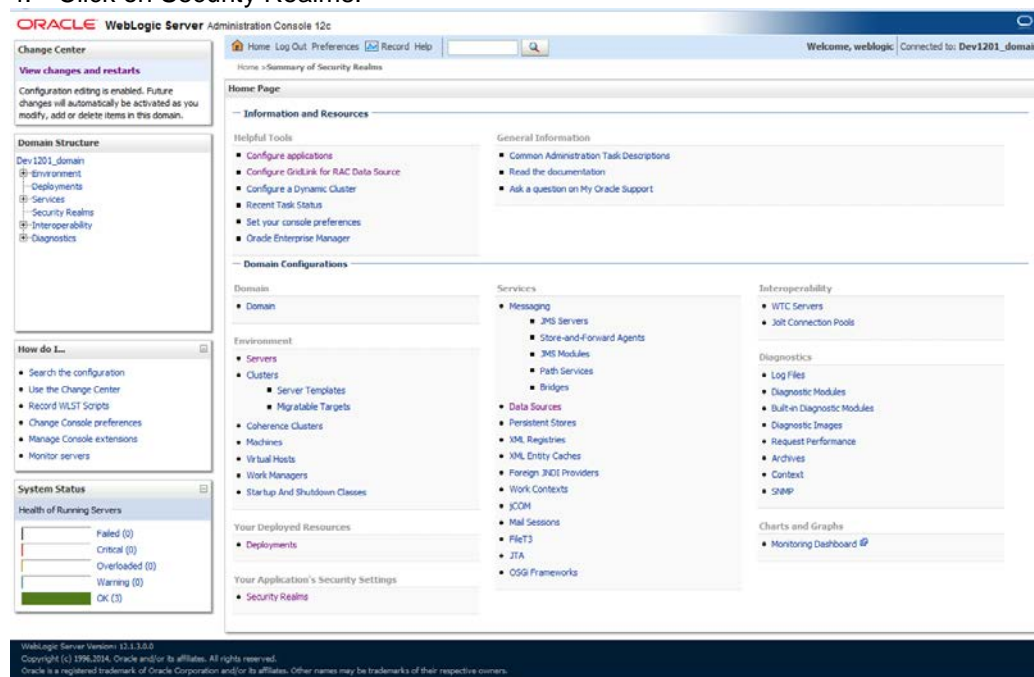 Click on Security Realms.
ORACLE WebLogic Server Administration Console 12c
Change Center
View changes and restarts
Configuration editing is enabled. Future
changes will automatically be activated as you
modify, add or delete items in this domain.
Domain Structure
Dev1201_domain
Environment
Deployments
Services
Security Realms
Interoperability
Diagnostics
How do I...
Search the configuration
Use the Change Center
Record WLST Scripts
Change Console preferences
Manage Console extensions
Monitor servers
System Status
Health of Running Servers
Failed (0)
Critical (0)
Overloaded (0)
Warning (0)
OK (3)
Home Log Out Preferences Record Help
Welcome, weblogic Connected to: Dev1201_domai
Home >Summary of Security Realms
Home Page
Information and Resources
Helpful Tools
Configure applications
Configure GridLink for RAC Data Source
Configure a Dynamic Cluster
Recent Task Status
Set your console preferences
Oracle Enterprise Manager
General Information
Common Administration Task Descriptions
Read the documentation
Ask a question on My Oracle Support
Domain Configurations
Domain
Domain
Environment
Servers
Clusters
Server Templates
Migratable Targets
Coherence Clusters
Machines
Virtual Hosts
Work Managers
Startup And Shutdown Classes
Your Deployed Resources
Deployments
Your Application's Security Settings
Security Realms
Services
Messaging
JMS Servers
Store-and-Forward Agents
JMS Modules
Path Services
Bridges
Data Sources
Persistent Stores
XML Registries
XML Entity Caches
Foreign JNDI Providers
Work Contexts
jCOM
Mail Sessions
FileT3
JTA
OSGi Frameworks
Interoperability
WTC Servers
Jolt Connection Pools
Diagnostics
Log Files
Diagnostic Modules
Built-in Diagnostic Modules
Diagnostic Images
Request Performance
Archives
Context
SNMP
Charts and Graphs
Monitoring Dashboard
WebLogic Server Version: 12.1.3.0.0
Copyright (c) 1996,2014, Oracle and/or its affiliates. All rights reserved.
Oracle is a registered trademark of Oracle Corporation and/or its affiliates. Other names may be trademarks of their respective owners.